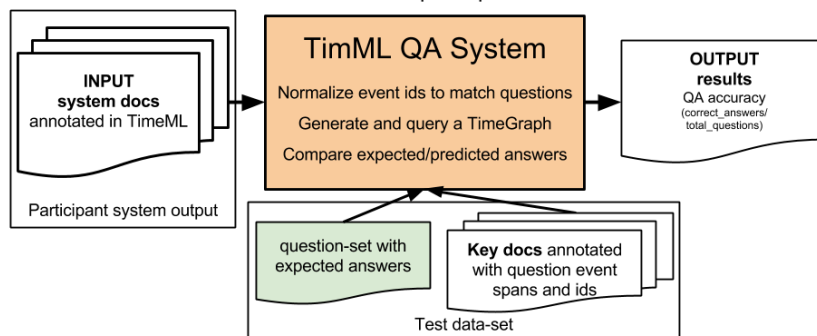 INPUT
system docs
annotated in TimeML
Participant system output
TimML QA System
Normalize event ids to match questions
Generate and query a TimeGraph
Compare expected/predicted answers
OUTPUT
results
QA accuracy
(correct_answers/
total_questions)
question-set with
expected answers
Key docs annotated
with question event
spans and ids
Test data-set